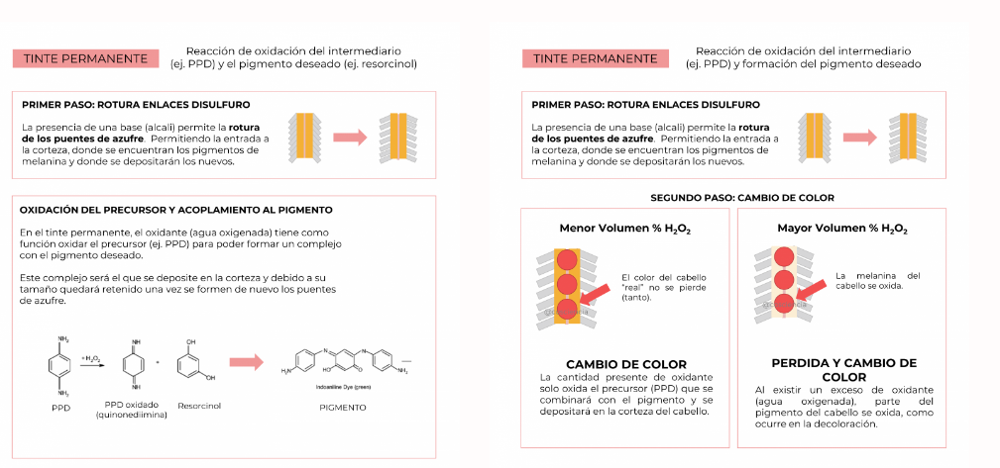 TINTE PERMANENTE
Reacción de oxidación del intermediario
(ej. PPD) y el pigmento deseado (ej. resorcinol)
PRIMER PASO: ROTURA ENLACES DISULFURO
La presencia de una base (alcali) permite la rotura
de los puentes de azufre. Permitiendo la entrada a
la corteza, donde se encuentran los pigmentos de
melanina y donde se depositarán los nuevos.
OXIDACIÓN DEL PRECURSOR Y ACOPLAMIENTO AL PIGMENTO
En el tinte permanente, el oxidante (agua oxigenada) tiene como
función oxidar el precursor (ej. PPD) para poder formar un complejo
con el pigmento deseado.
Este complejo será el que se deposite en la corteza y debido a su
tamaño quedará retenido una vez se formen de nuevo los puentes
de azufre.
NH₂
NH₂
+ H₂O₂
NH
NH
+
OH
OH
H₂N
N
HO
O
N
NH₂
Indoaniline Dye (green)
PPD
PPD oxidado
(quinonediimina)
Resorcinol
PIGMENTO
TINTE PERMANENTE
Reacción de oxidación del intermediario
(ej. PPD) y formación del pigmento deseado
PRIMER PASO: ROTURA ENLACES DISULFURO
La presencia de una base (alcali) permite la rotura
de los puentes de azufre. Permitiendo la entrada a
la corteza, donde se encuentran los pigmentos de
melanina y donde se depositarán los nuevos.
SEGUNDO PASO: CAMBIO DE COLOR
Menor Volumen % H₂O₂
El color del cabello
"real" no se pierde
(tanto).
CAMBIO DE COLOR
La cantidad presente de oxidante
solo oxida el precursor (PPD) que se
combinará con el pigmento y se
depositará en la corteza del cabello.
Mayor Volumen % H₂O₂
La melanina del
cabello se oxida.
PERDIDA Y CAMBIO DE
COLOR
Al existir un exceso de oxidante
(agua oxigenada), parte del
pigmento del cabello se oxida, como
ocurre en la decoloración.